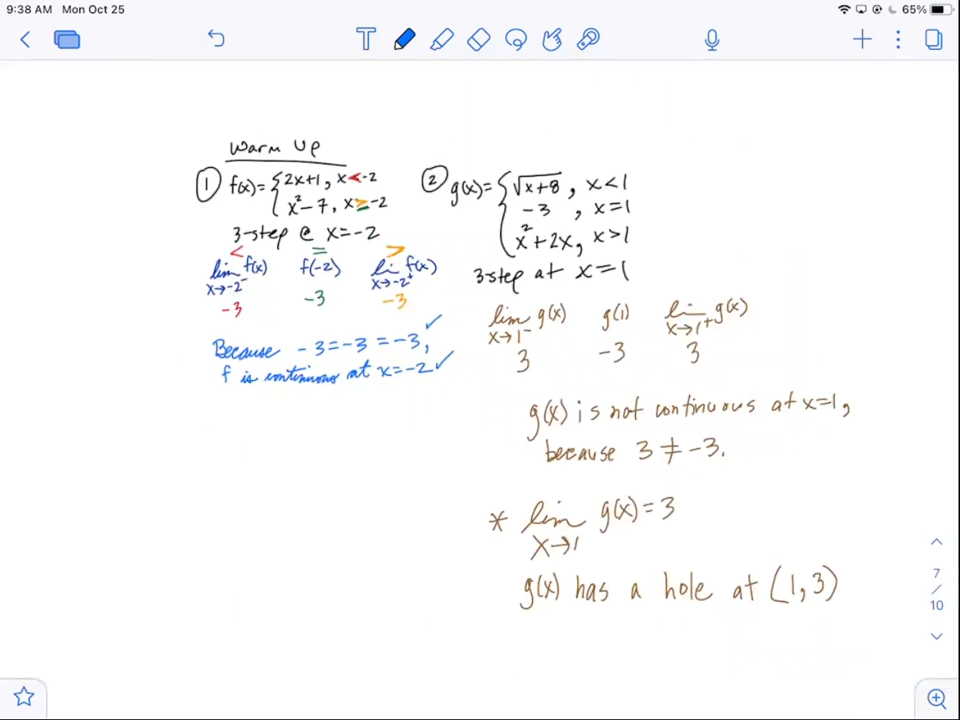 9:38 AM Mon Oct 25
65%
Warm Up
① f(x) = { 2x+1, x < -2
x² - 7, x ≥ -2
3-step @ x = -2
< = >
lim x→-2⁻ f(x) f(-2) lim x→-2⁺ f(x)
-3 -3 -3
Because -3 = -3 = -3, ✓
f is continuous at x = -2 ✓
② g(x) = { √x+8, x < 1
-3, x = 1
x² + 2x, x > 1
3-step at x = 1
lim x→1⁻ g(x) g(1) lim x→1⁺ g(x)
3 -3 3
g(x) is not continuous at x=1,
because 3 ≠ -3.
* lim x→1 g(x) = 3
g(x) has a hole at (1,3)
7
/
10